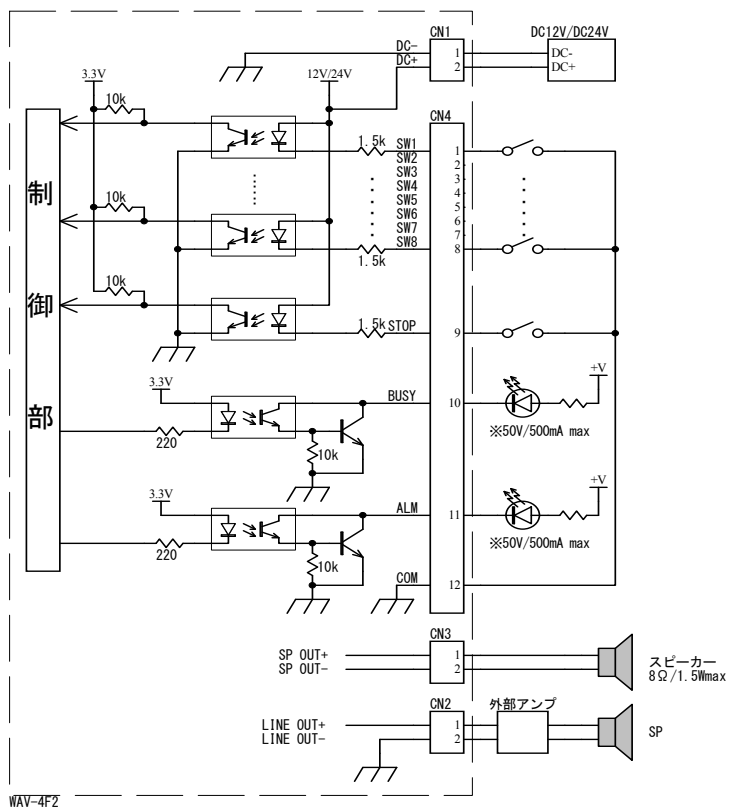 CN1
DC12V/DC24V
DC-
DC+
1
2
DC-
DC+
3.3V
12V/24V
10k
CN4
1.5k
SW1
SW2
SW3
SW4
SW5
SW6
SW7
SW8
1
2
3
4
5
6
7
8
10k
1.5k
10k
1.5k
STOP
9
制
御
部
3.3V
220
10k
BUSY
10
+V
※50V/500mA max
3.3V
220
10k
ALM
11
+V
※50V/500mA max
COM
12
CN3
SP OUT+
SP OUT-
1
2
スピーカー
8Ω/1.5Wmax
CN2
LINE OUT+
LINE OUT-
1
2
外部アンプ
SP
WAV-4F2